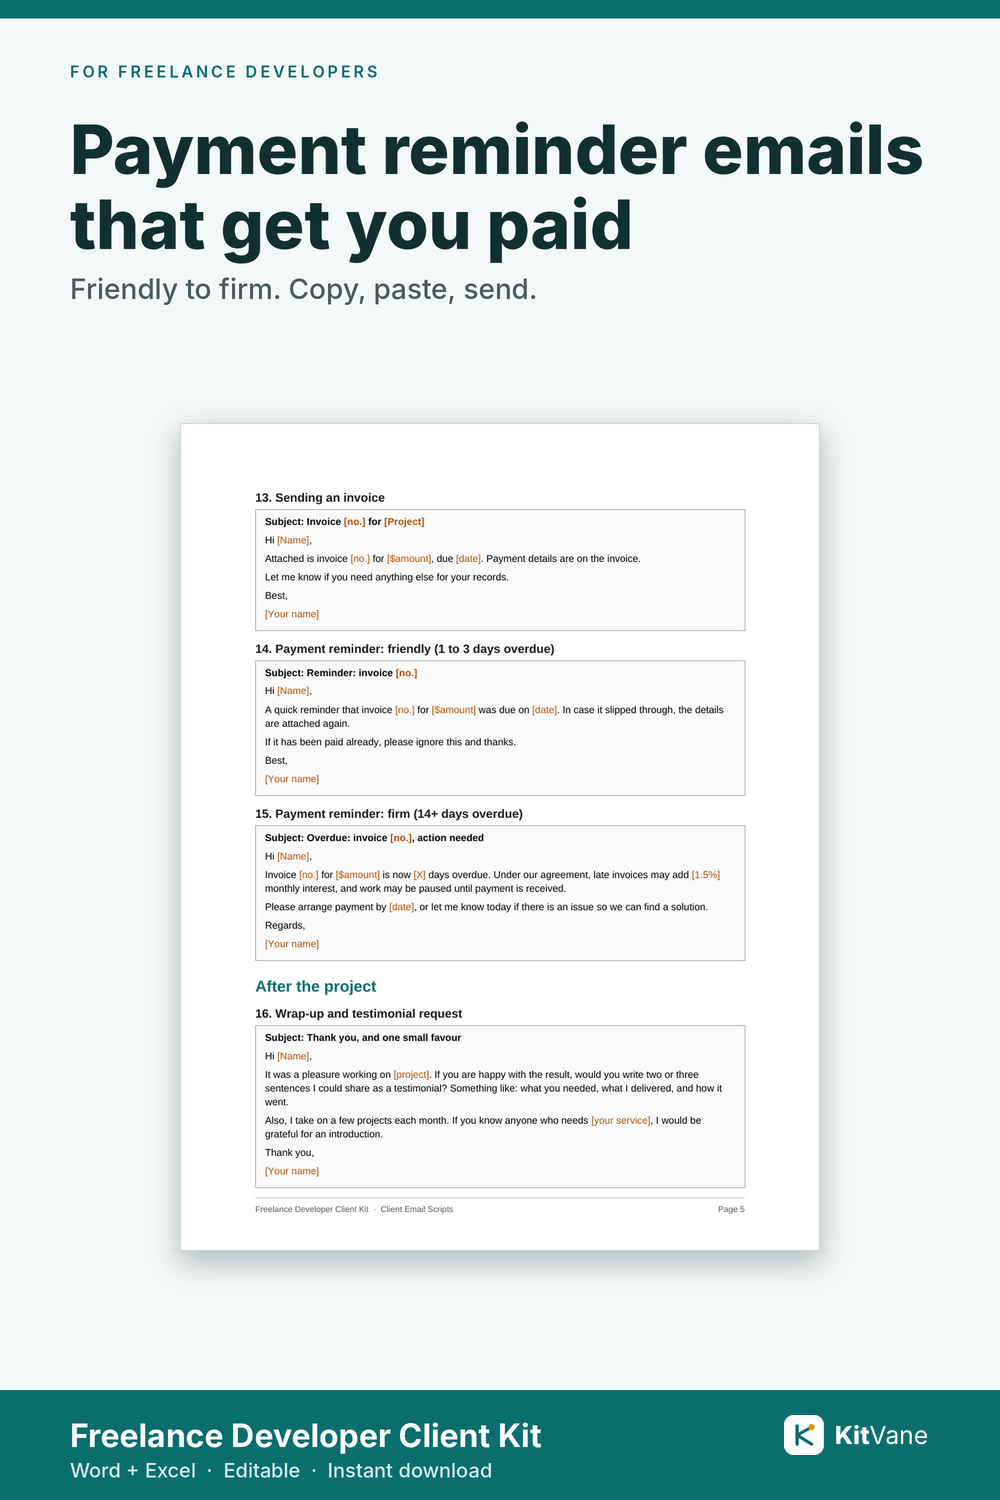 FOR FREELANCE DEVELOPERS
Payment reminder emails
that get you paid
Friendly to firm. Copy, paste, send.
13. Sending an invoice
Subject: Invoice [no.] for [Project]
Hi [Name],
Attached is invoice [no.] for [$amount], due [date]. Payment details are on the invoice.
Let me know if you need anything else for your records.
Best,
[Your name]
14. Payment reminder: friendly (1 to 3 days overdue)
Subject: Reminder: invoice [no.]
Hi [Name],
A quick reminder that invoice [no.] for [$amount] was due on [date]. In case it slipped through, the details
are attached again.
If it has been paid already, please ignore this and thanks.
Best,
[Your name]
15. Payment reminder: firm (14+ days overdue)
Subject: Overdue: invoice [no.], action needed
Hi [Name],
Invoice [no.] for [$amount] is now [X] days overdue. Under our agreement, late invoices may add [1.5%]
monthly interest, and work may be paused until payment is received.
Please arrange payment by [date], or let me know today if there is an issue so we can find a solution.
Regards,
[Your name]
After the project
16. Wrap-up and testimonial request
Subject: Thank you, and one small favour
Hi [Name],
It was a pleasure working on [project]. If you are happy with the result, would you write two or three
sentences I could share as a testimonial? Something like: what you needed, what I delivered, and how it
went.
Also, I take on a few projects each month. If you know anyone who needs [your service], I would be
grateful for an introduction.
Thank you,
[Your name]
Freelance Developer Client Kit · Client Email Scripts Page 5
Freelance Developer Client Kit
Word + Excel · Editable · Instant download
KitVane